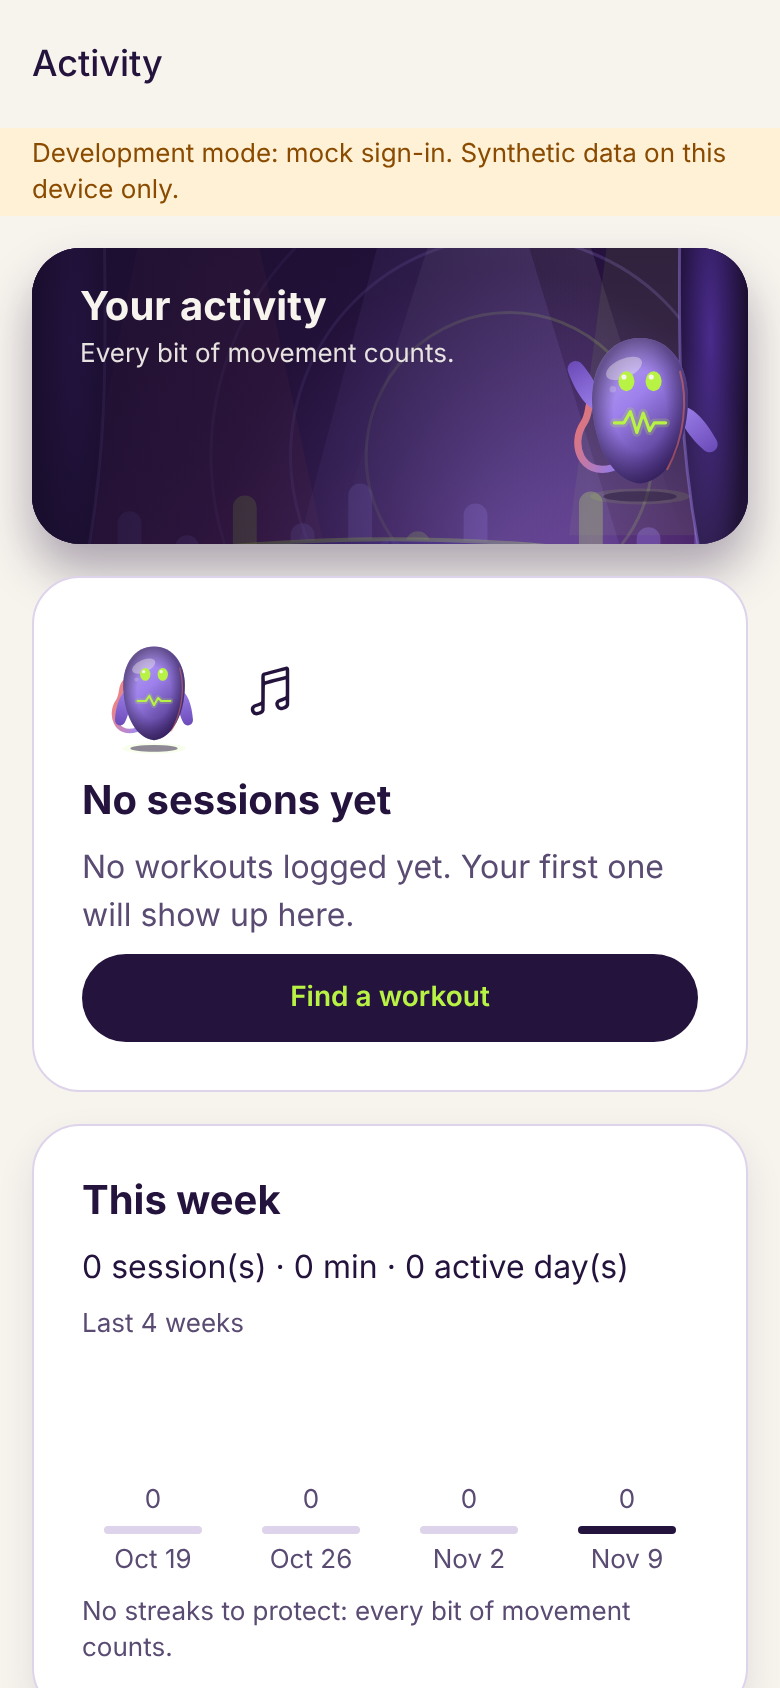 Activity
Development mode: mock sign-in. Synthetic data on this
device only.
Your activity
Every bit of movement counts.
No sessions yet
No workouts logged yet. Your first one
will show up here.
Find a workout
This week
0 session(s) · 0 min · 0 active day(s)
Last 4 weeks
0 0 0 0
Oct 19 Oct 26 Nov 2 Nov 9
No streaks to protect: every bit of movement
counts.